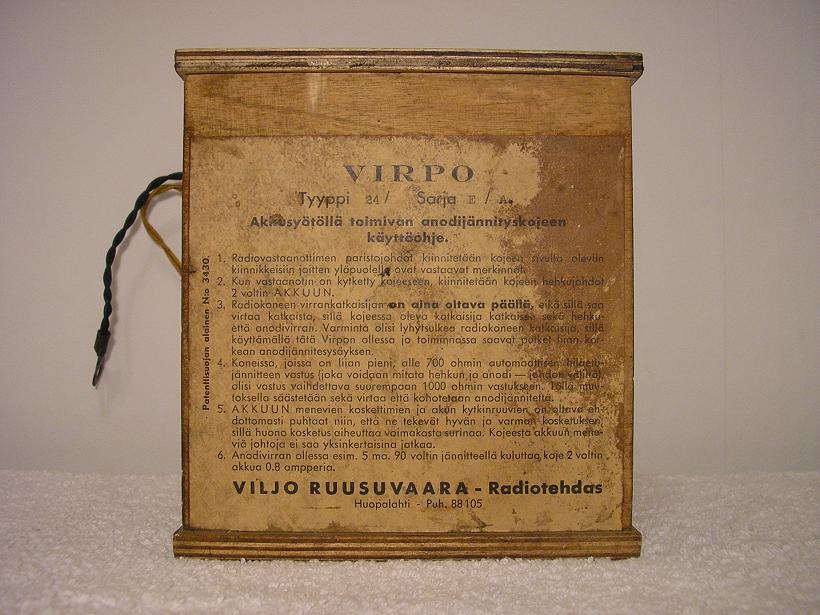 VIRPO
Tyyppi 24/ Sarja E / A.
Akkusyötöllä toimivan anodijännityskojeen
käyttöohje.
1. Radiovastaanottimen paristojohdot kiinnitetään kojeen sivulla oleviin
kiinnikkeisiin joitten yläpuolella ovat vastaavat merkinnät.
2. Kun vastaanotin on kytketty kojeeseen, kiinnitetään kojeen hehkujohdot
2 voltin AKKUUN.
3. Radiokoneen virrankatkaisijan on aina oltava päällä, eikä sillä saa
virtaa katkaista, sillä kojeessa oleva katkaisija katkaisee sekä hehku-
että anodivirran. Varminta olisi lyhytsulkea radiokoneen katkaisija, sillä
käyttämällä tätä Virpon ollessa jo toiminnassa saavat putket liian kor-
kean anodijännitesysäyksen.
4. Koneissa, joissa on liian pieni, alle 700 ohmin automaattisen hilaetu-
jännitteen vastus (joka voidaan mitata hehkun ja anodi — johdon väliltä),
olisi vastus vaihdettava suurempaan 1000 ohmin vastukseen. Tällä muu-
toksella säästetään sekä virtaa että kohotetaan anodijännitettä.
5. AKKUUN menevien koskettimien ja akun kytkinruuvien on oltava eh-
dottomasti puhtaat niin, että ne tekevät hyvän ja varman kosketuksen,
sillä huono kosketus aiheuttaa voimakasta surinaa. Kojeesta akkuun mene-
viä johtoja ei saa yksinkertaisina jatkaa.
6. Anodivirran ollessa esim. 5 ma. 90 voltin jännitteellä kuluttaa koje 2 voltin
akkua 0.8 ampperia.
VILJO RUUSUVAARA - Radiotehdas
Huopalahti - Puh. 88105
Patenttisuojan alainen N:o 3430.